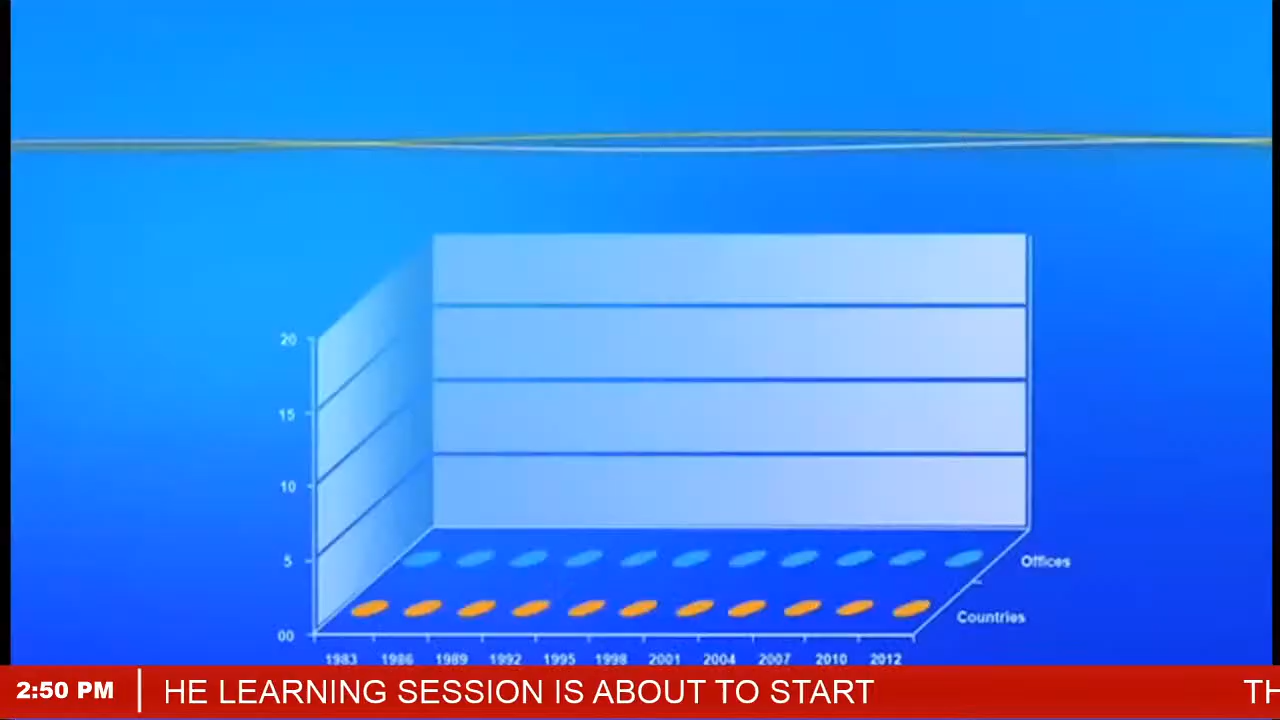 20
15
10
5
00
Offices
Countries
1983 1986 1989 1992 1995 1998 2001 2004 2007 2010 2012
2:50 PM HE LEARNING SESSION IS ABOUT TO START TH